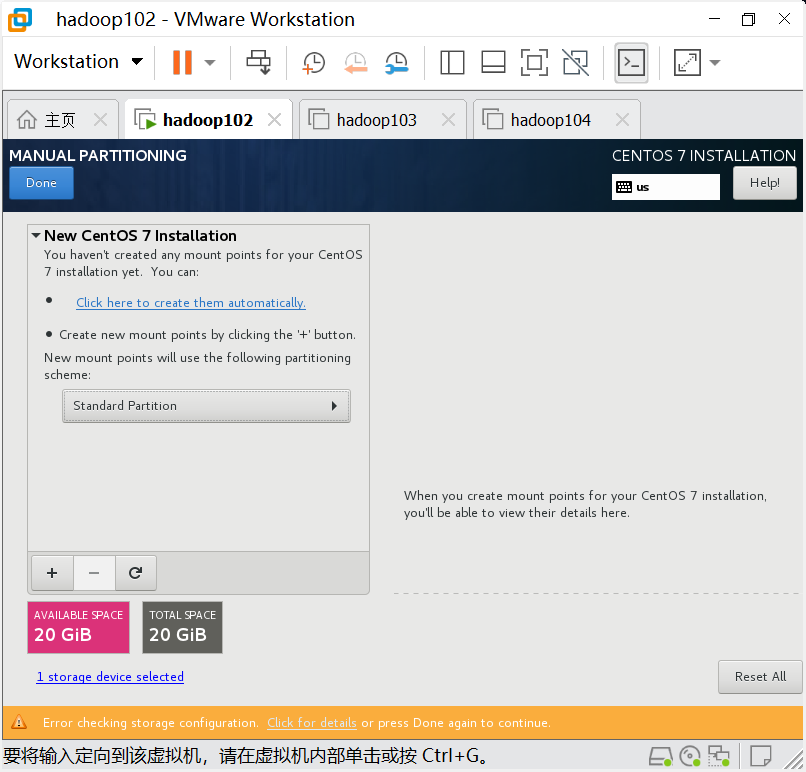 hadoop102 - VMware Workstation
Workstation
主页
hadoop102
hadoop103
hadoop104
MANUAL PARTITIONING
CENTOS 7 INSTALLATION
Done
us
Help!
New CentOS 7 Installation
You haven't created any mount points for your CentOS
7 installation yet. You can:
• Click here to create them automatically.
• Create new mount points by clicking the '+' button.
New mount points will use the following partitioning
scheme:
Standard Partition
When you create mount points for your CentOS 7 installation,
you'll be able to view their details here.
+ −
AVAILABLE SPACE
20 GiB
TOTAL SPACE
20 GiB
1 storage device selected
Reset All
Error checking storage configuration. Click for details or press Done again to continue.
要将输入定向到该虚拟机，请在虚拟机内部单击或按 Ctrl+G。